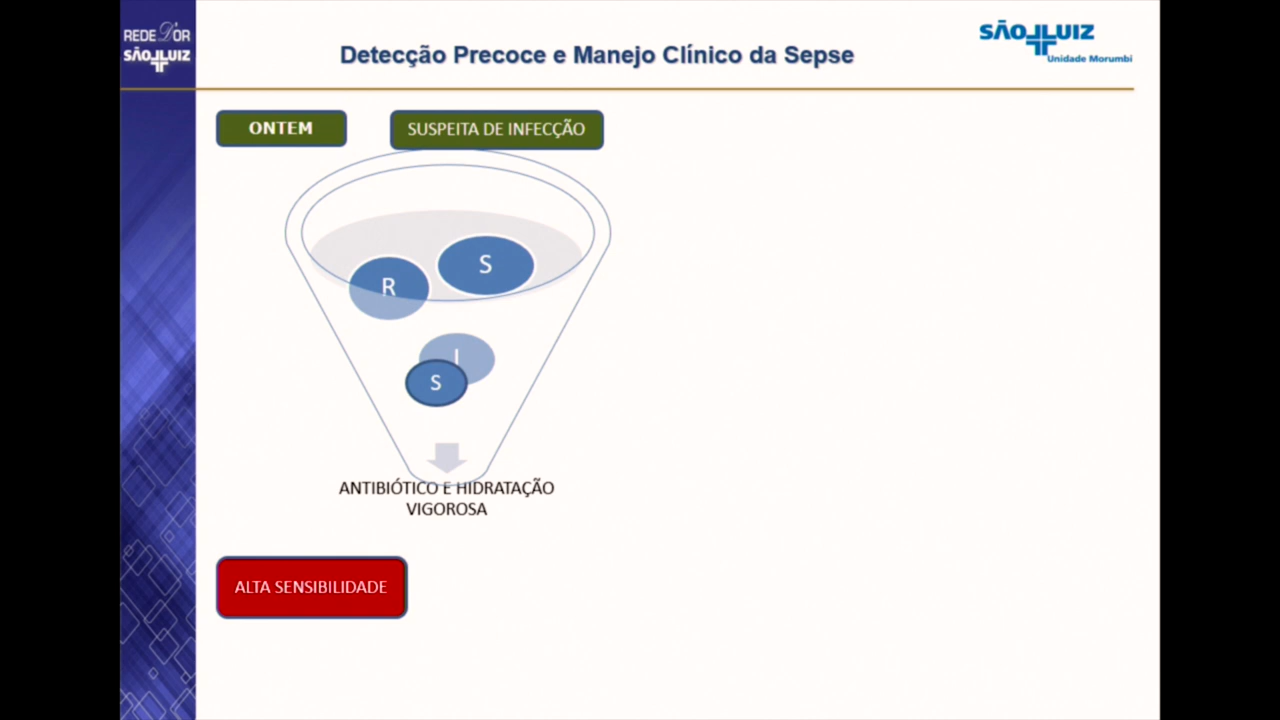 REDE D'OR
SÃO LUIZ
Detecção Precoce e Manejo Clínico da Sepse
SÃO LUIZ
Unidade Morumbi
ONTEM
SUSPEITA DE INFECÇÃO
S
R
I
S
ANTIBIÓTICO E HIDRATAÇÃO
VIGOROSA
ALTA SENSIBILIDADE